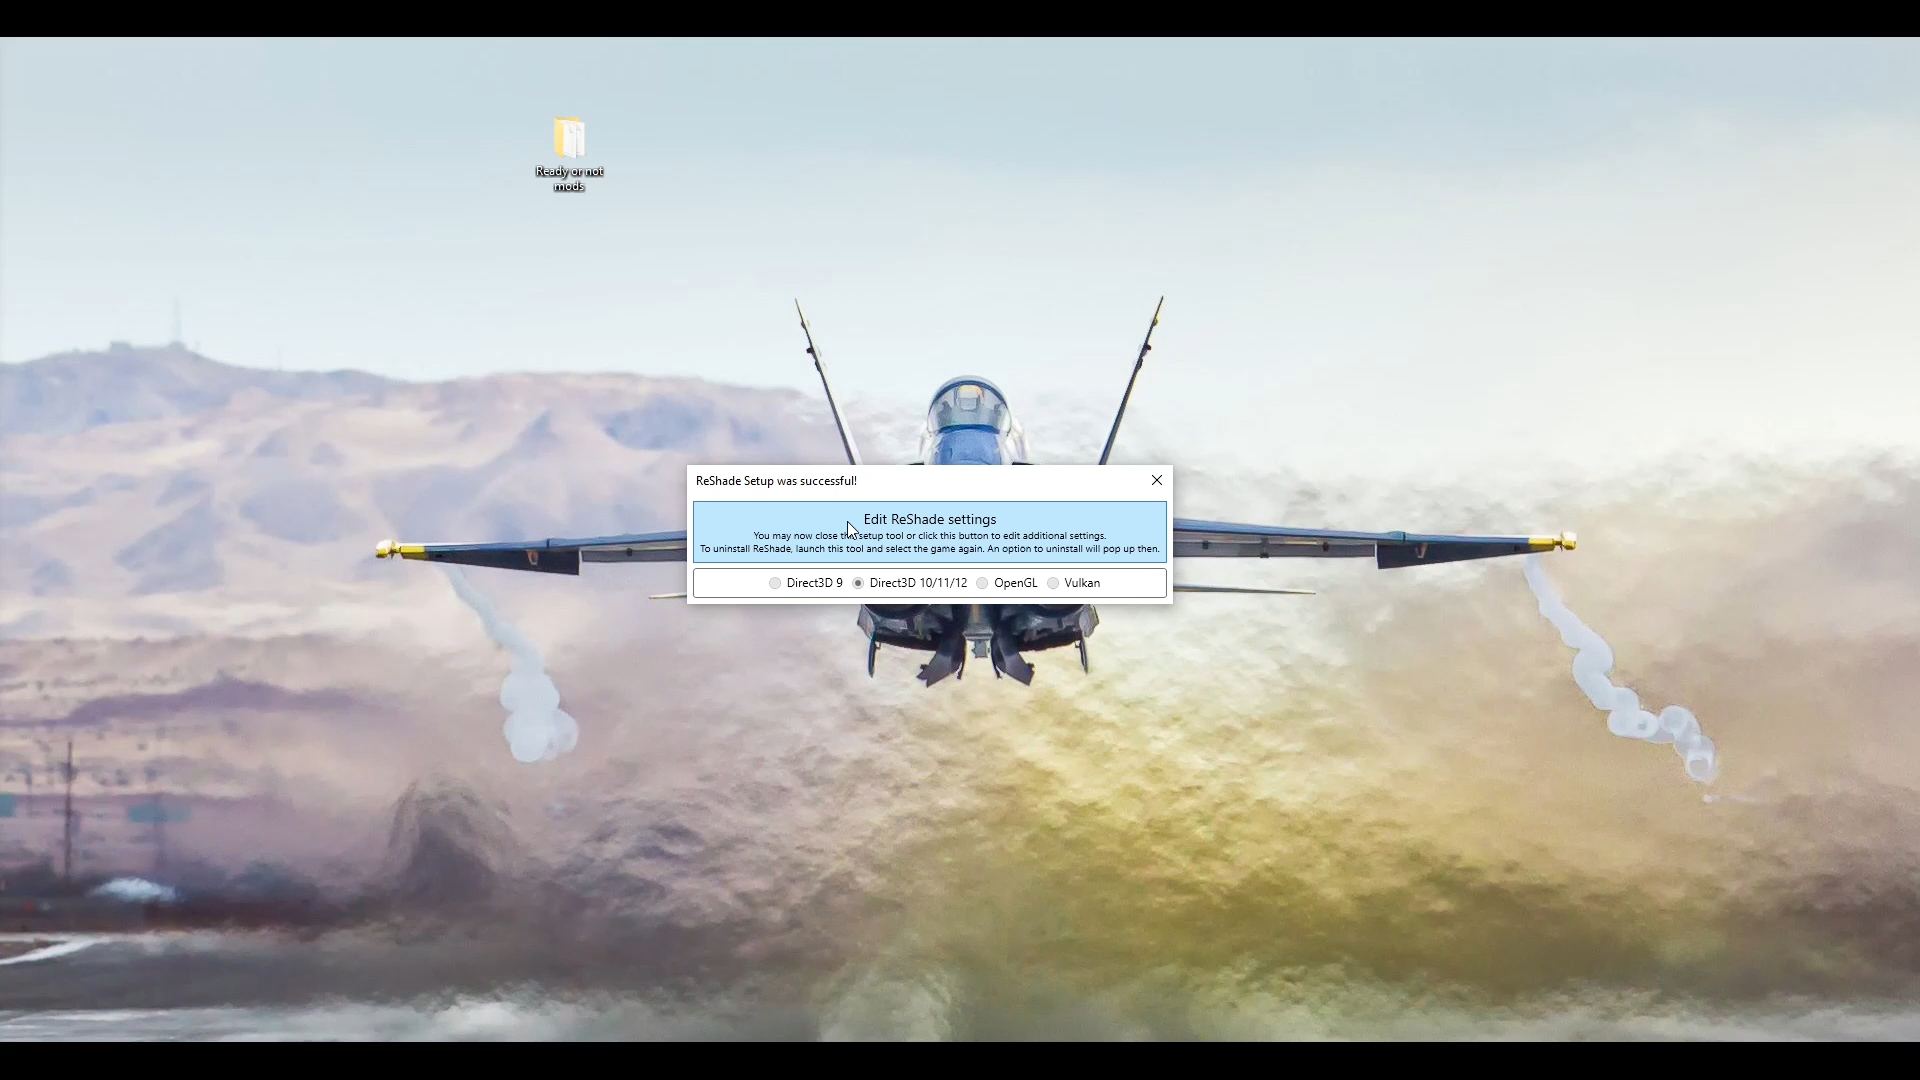 Ready or not
mods
ReShade Setup was successful!
Edit ReShade settings
You may now close the setup tool or click this button to edit additional settings.
To uninstall ReShade, launch this tool and select the game again. An option to uninstall will pop up then.
Direct3D 9 Direct3D 10/11/12 OpenGL Vulkan